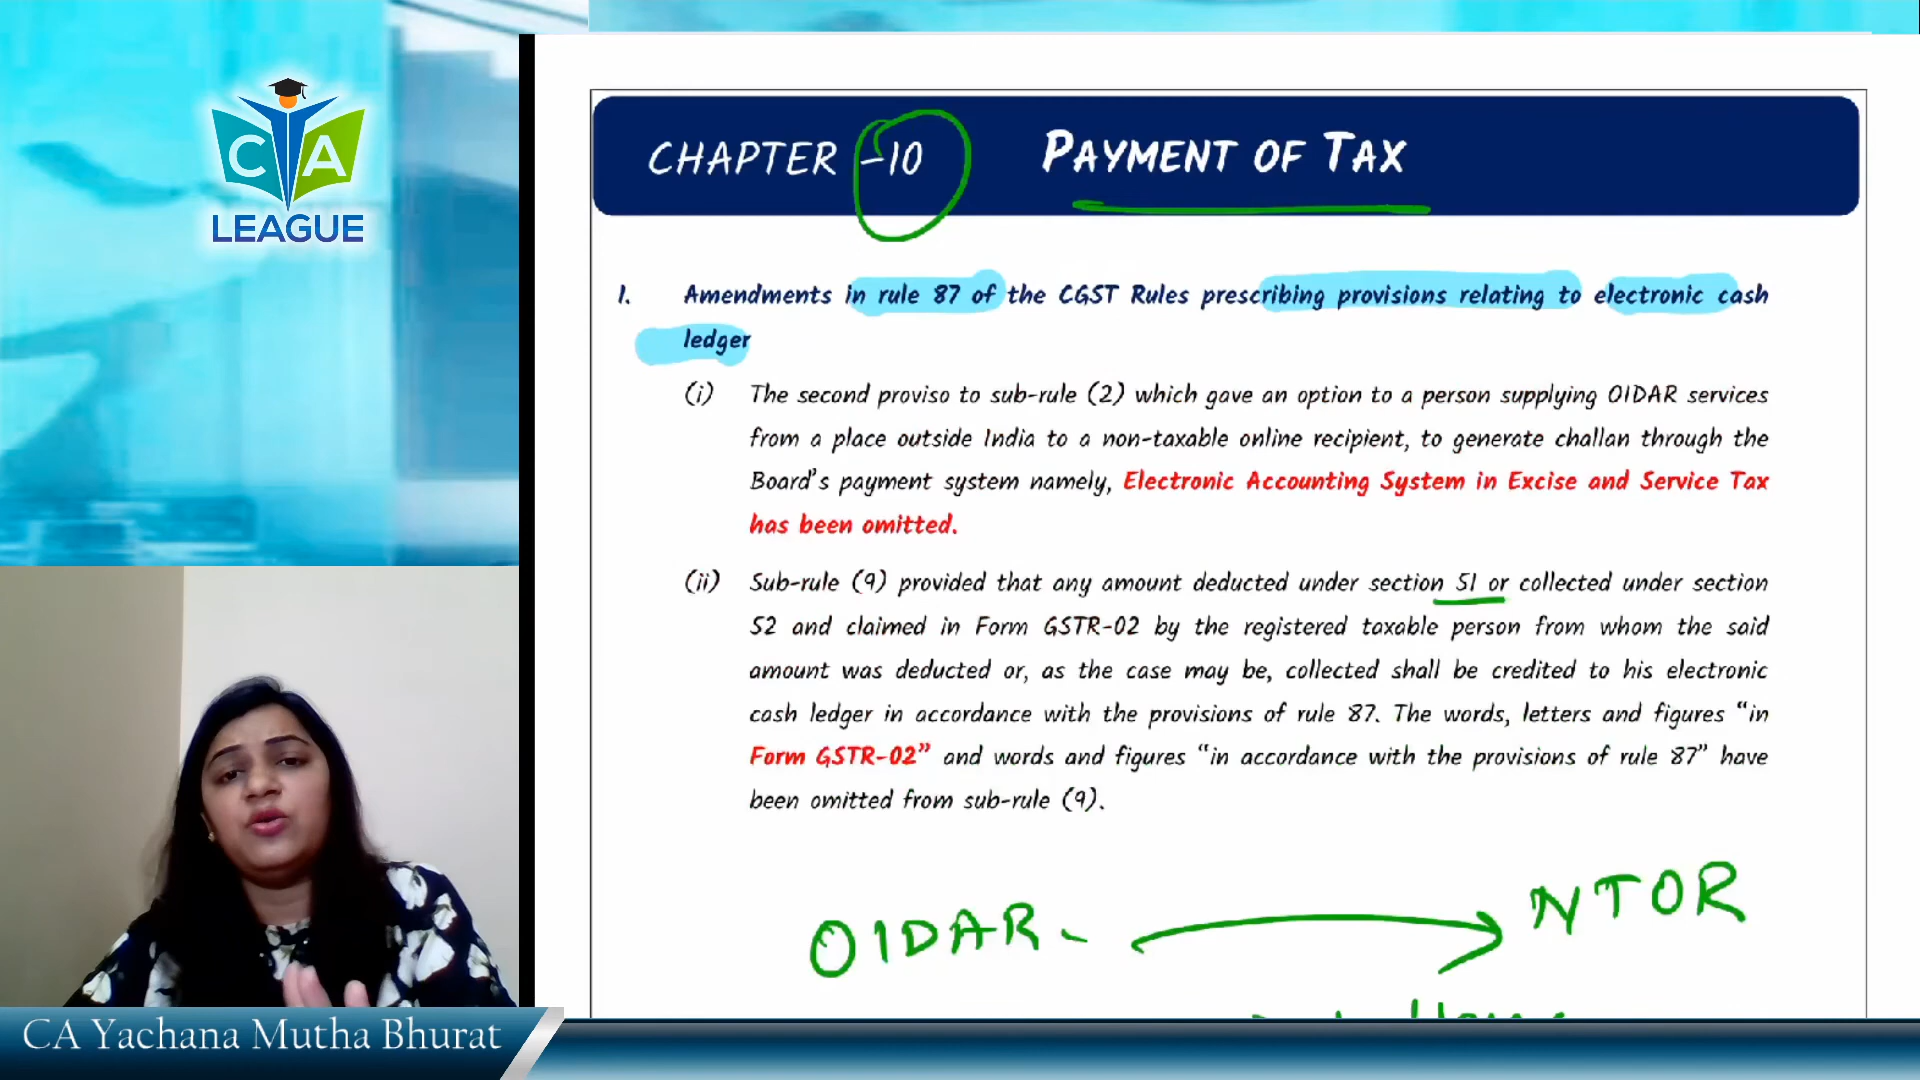 CA
LEAGUE
CHAPTER -10 PAYMENT OF TAX
1. Amendments in rule 87 of the CGST Rules prescribing provisions relating to electronic cash
ledger
(i) The second proviso to sub-rule (2) which gave an option to a person supplying OIDAR services
from a place outside India to a non-taxable online recipient, to generate challan through the
Board's payment system namely, Electronic Accounting System in Excise and Service Tax
has been omitted.
(ii) Sub-rule (9) provided that any amount deducted under section 51 or collected under section
52 and claimed in Form GSTR-02 by the registered taxable person from whom the said
amount was deducted or, as the case may be, collected shall be credited to his electronic
cash ledger in accordance with the provisions of rule 87. The words, letters and figures “in
Form GSTR-02” and words and figures “in accordance with the provisions of rule 87” have
been omitted from sub-rule (9).
OIDAR - NTOR
CA Yachana Mutha Bhurat